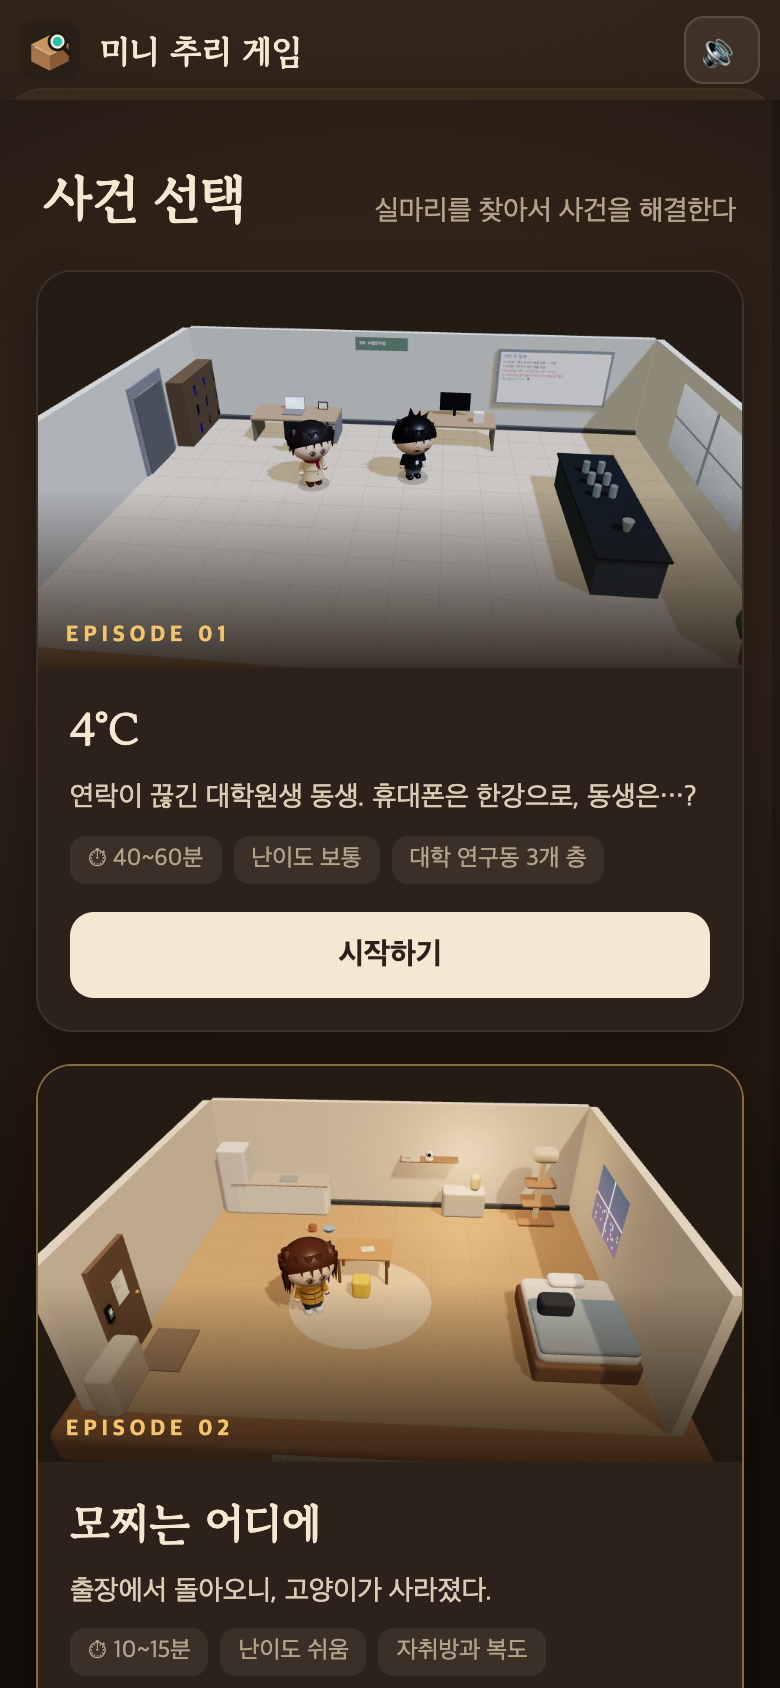 미니 추리 게임
사건 선택
실마리를 찾아서 사건을 해결한다
EPISODE 01
4°C
연락이 끊긴 대학원생 동생. 휴대폰은 한강으로, 동생은…?
⏱ 40~60분
난이도 보통
대학 연구동 3개 층
시작하기
EPISODE 02
모찌는 어디에
출장에서 돌아오니, 고양이가 사라졌다.
⏱ 10~15분
난이도 쉬움
자취방과 복도